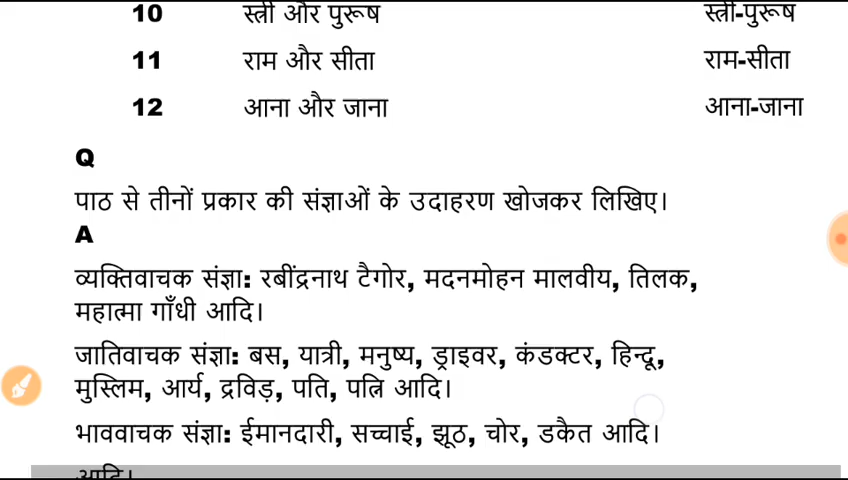 10 स्त्री और पुरूष स्त्री-पुरूष
11 राम और सीता राम-सीता
12 आना और जाना आना-जाना
Q
पाठ से तीनों प्रकार की संज्ञाओं के उदाहरण खोजकर लिखिए।
A
व्यक्तिवाचक संज्ञा: रबींद्रनाथ टैगोर, मदनमोहन मालवीय, तिलक,
महात्मा गाँधी आदि।
जातिवाचक संज्ञा: बस, यात्री, मनुष्य, ड्राइवर, कंडक्टर, हिन्दू,
मुस्लिम, आर्य, द्रविड़, पति, पत्नि आदि।
भाववाचक संज्ञा: ईमानदारी, सच्चाई, झूठ, चोर, डकैत आदि।
आदि।